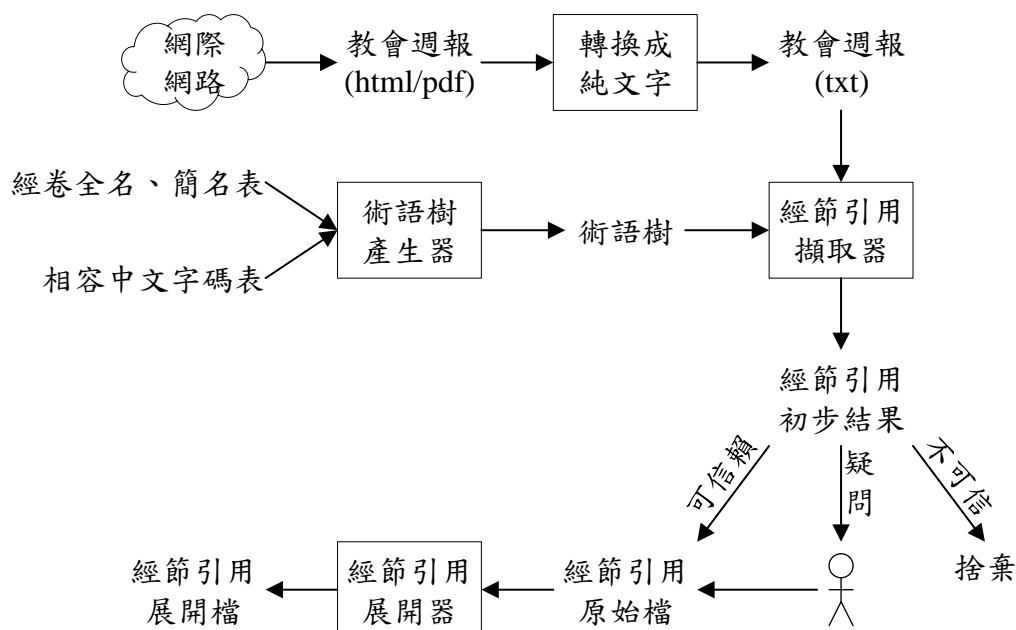 網際
網路
教會週報
(html/pdf)
轉換成
純文字
教會週報
(txt)
經卷全名、簡名表
相容中文字碼表
術語樹
產生器
術語樹
經節引用
擷取器
經節引用
初步結果
可信賴
疑
問
不可信
捨棄
經節引用
展開檔
經節引用
展開器
經節引用
原始檔